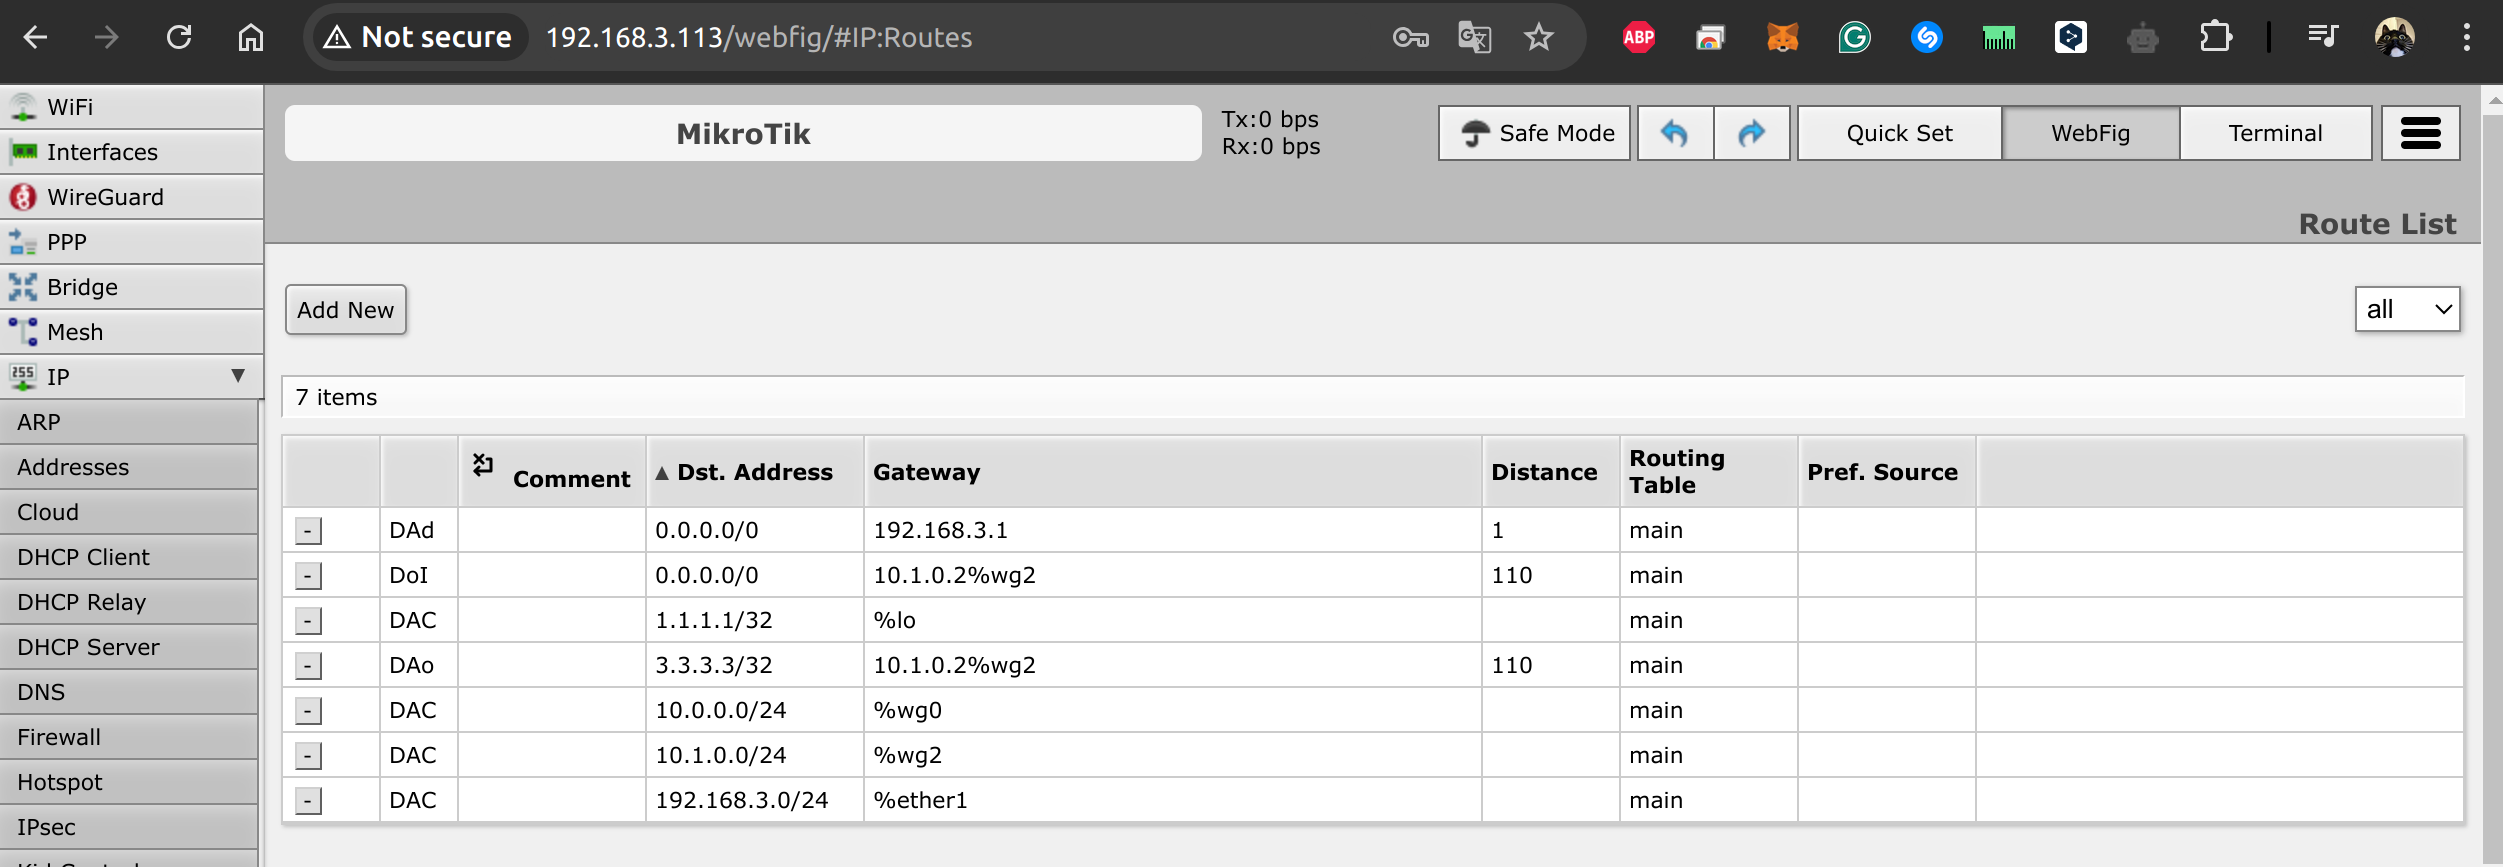 Not secure 192.168.3.113/webfig/#IP:Routes
ABP
WiFi
Interfaces
WireGuard
PPP
Bridge
Mesh
255 IP ▼
ARP
Addresses
Cloud
DHCP Client
DHCP Relay
DHCP Server
DNS
Firewall
Hotspot
IPsec
MikroTik
Tx:0 bps
Rx:0 bps
Safe Mode
Quick Set
WebFig
Terminal
Route List
Add New
all
7 items
Comment ▲ Dst. Address Gateway Distance Routing Table Pref. Source
- DAd 0.0.0.0/0 192.168.3.1 1 main
- DoI 0.0.0.0/0 10.1.0.2%wg2 110 main
- DAC 1.1.1.1/32 %lo main
- DAo 3.3.3.3/32 10.1.0.2%wg2 110 main
- DAC 10.0.0.0/24 %wg0 main
- DAC 10.1.0.0/24 %wg2 main
- DAC 192.168.3.0/24 %ether1 main